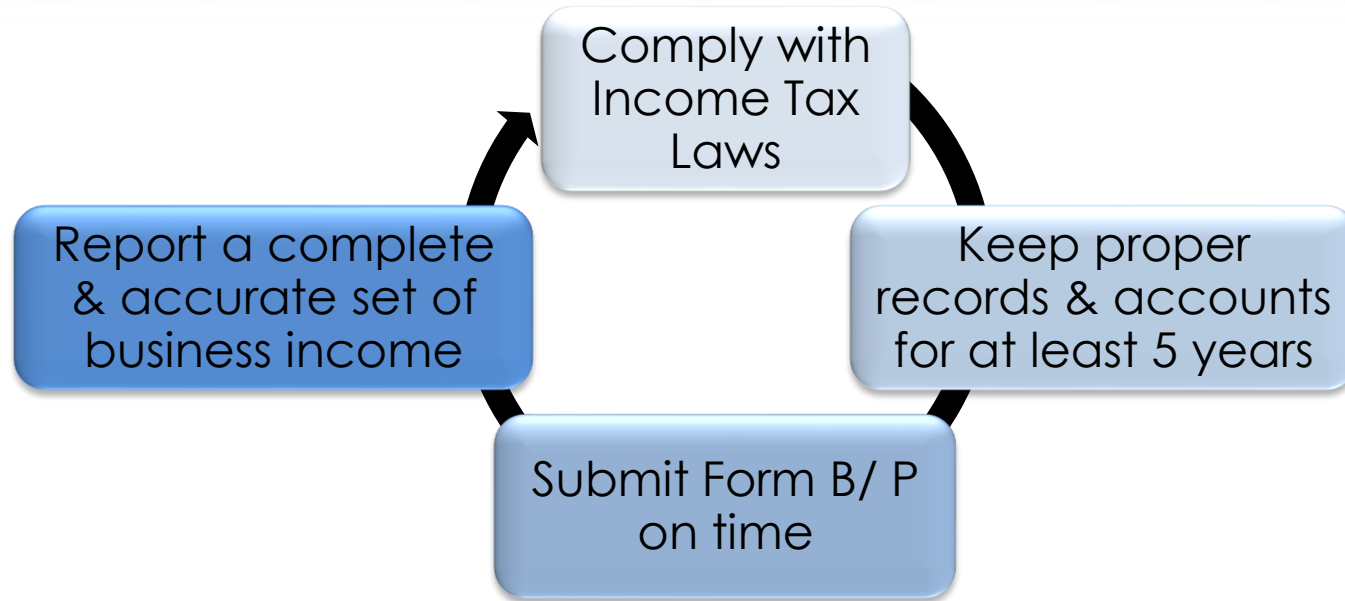 Comply with
Income Tax
Laws
Keep proper
records & accounts
for at least 5 years
Submit Form B/ P
on time
Report a complete
& accurate set of
business income